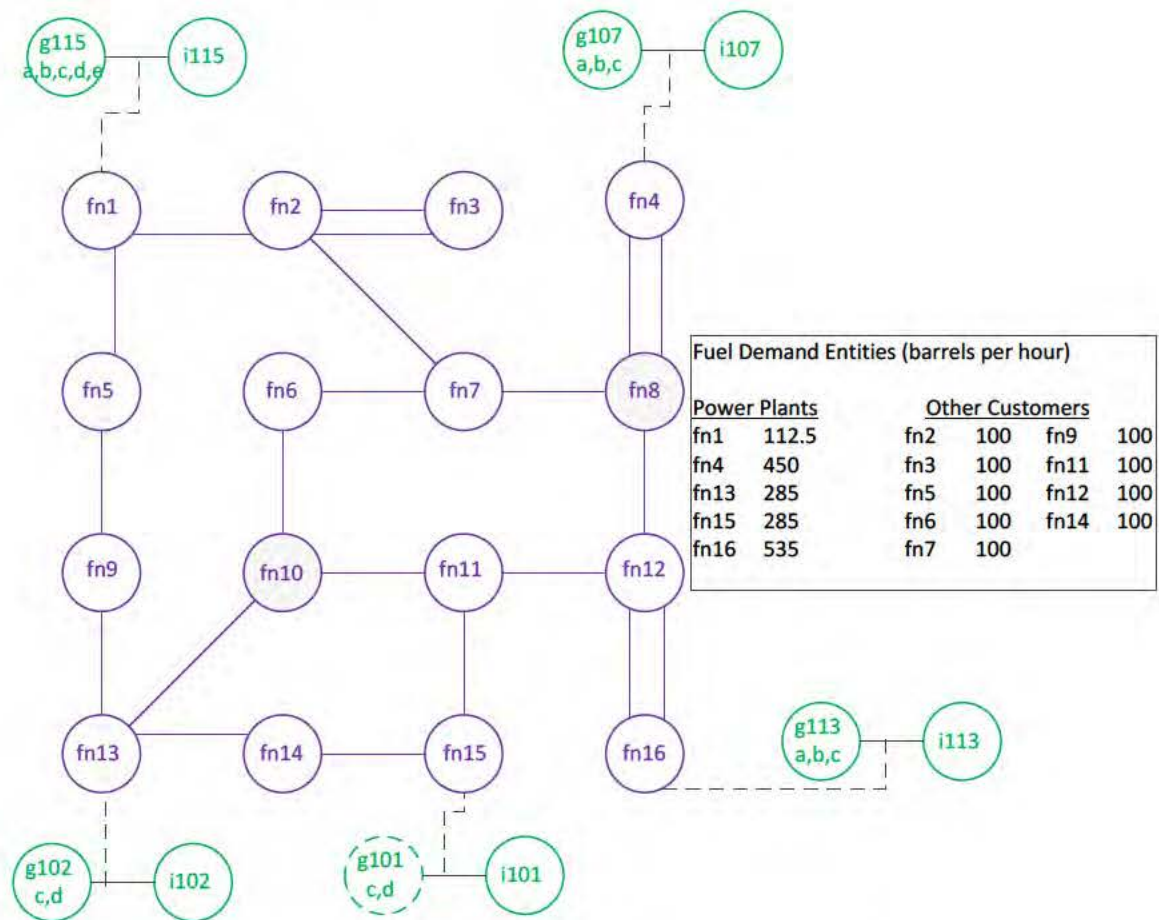 g115
a,b,c,d,e
i115
g107
a,b,c
i107
fn1
fn2
fn3
fn4
fn5
fn6
fn7
fn8
Fuel Demand Entities (barrels per hour)
Power Plants Other Customers
fn1 112.5 fn2 100 fn9 100
fn4 450 fn3 100 fn11 100
fn13 285 fn5 100 fn12 100
fn15 285 fn6 100 fn14 100
fn16 535 fn7 100
fn9
fn10
fn11
fn12
fn13
fn14
fn15
fn16
g113
a,b,c
i113
g102
c,d
i102
g101
c,d
i101